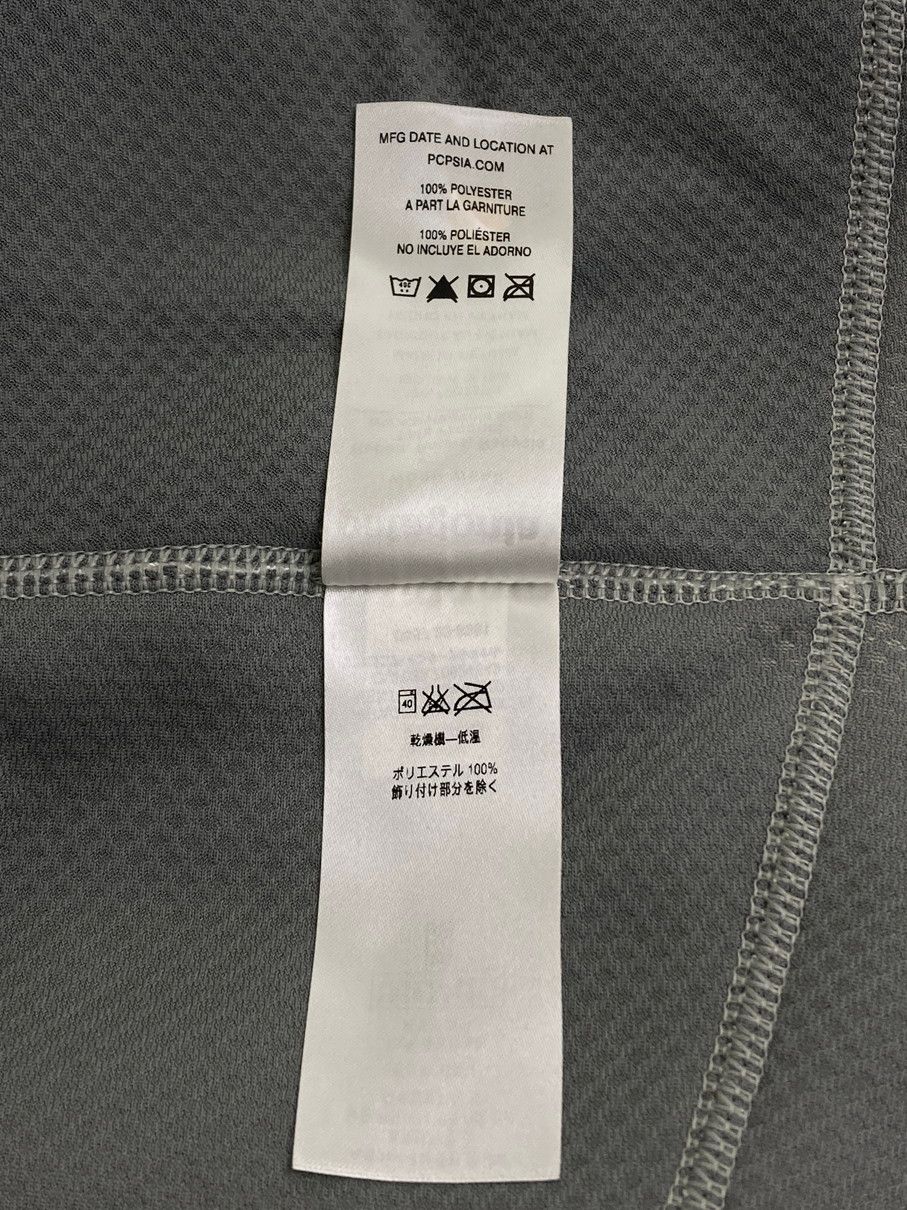 MFG DATE AND LOCATION AT
PCPSIA.COM
100% POLYESTER
A PART LA GARNITURE
100% POLIÉSTER
NO INCLUYE EL ADORNO
40C
40
乾燥機—低温
ポリエステル 100%
飾り付け部分を除く